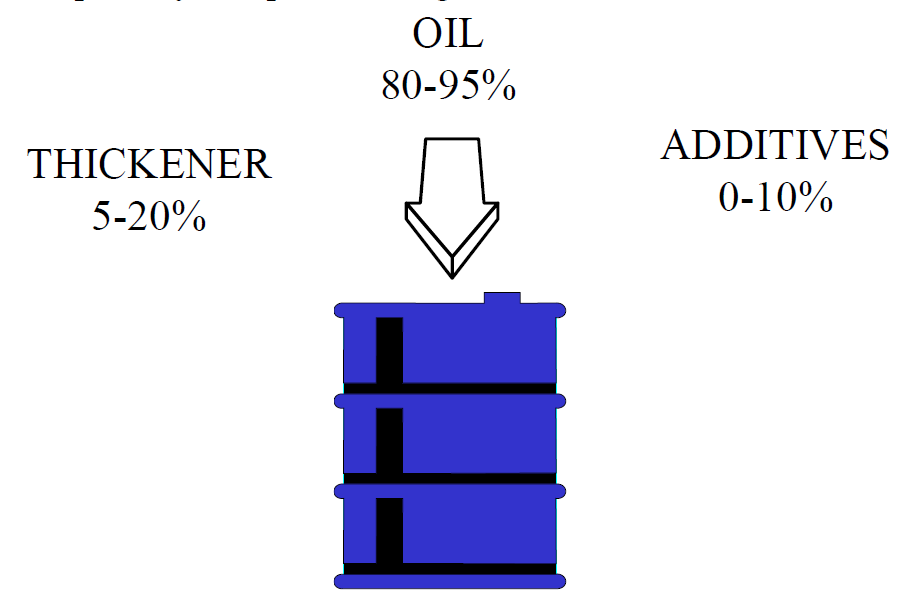 OIL
80-95%
THICKENER
5-20%
ADDITIVES
0-10%